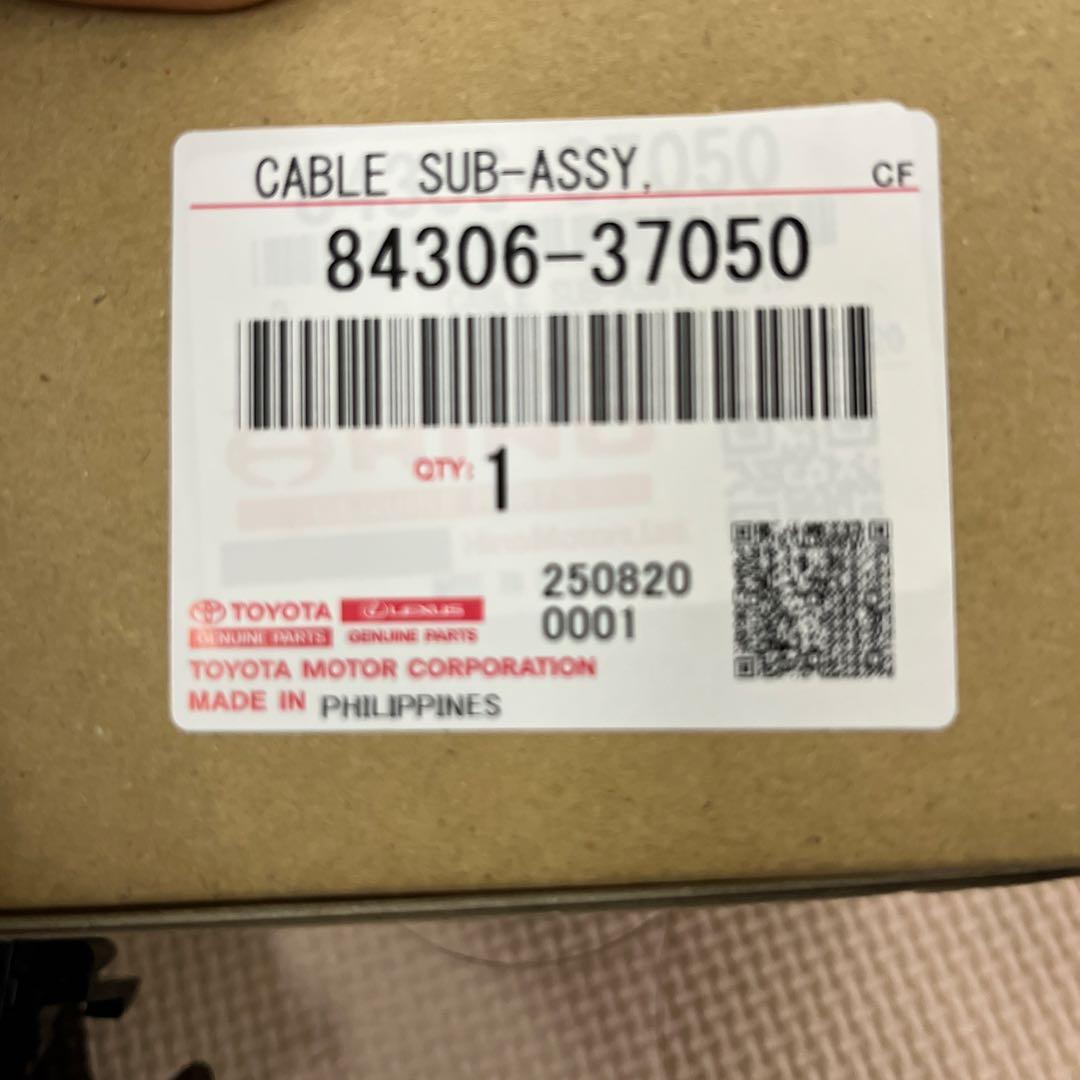 CABLE SUB-ASSY,
CF
84306-37050
QTY: 1
250820
0001
TOYOTA LEXUS
GENUINE PARTS GENUINE PARTS
TOYOTA MOTOR CORPORATION
MADE IN PHILIPPINES